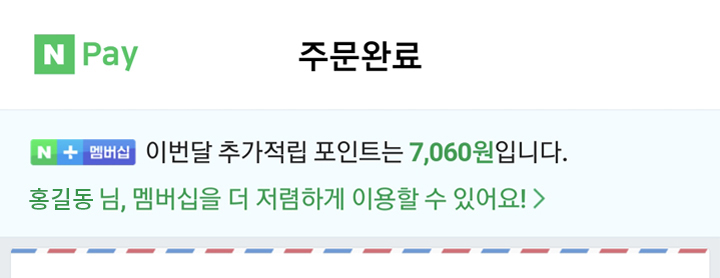 N Pay 주문완료
N + 멤버십 이번달 추가적립 포인트는 7,060원입니다.
홍길동 님, 멤버십을 더 저렴하게 이용할 수 있어요! >